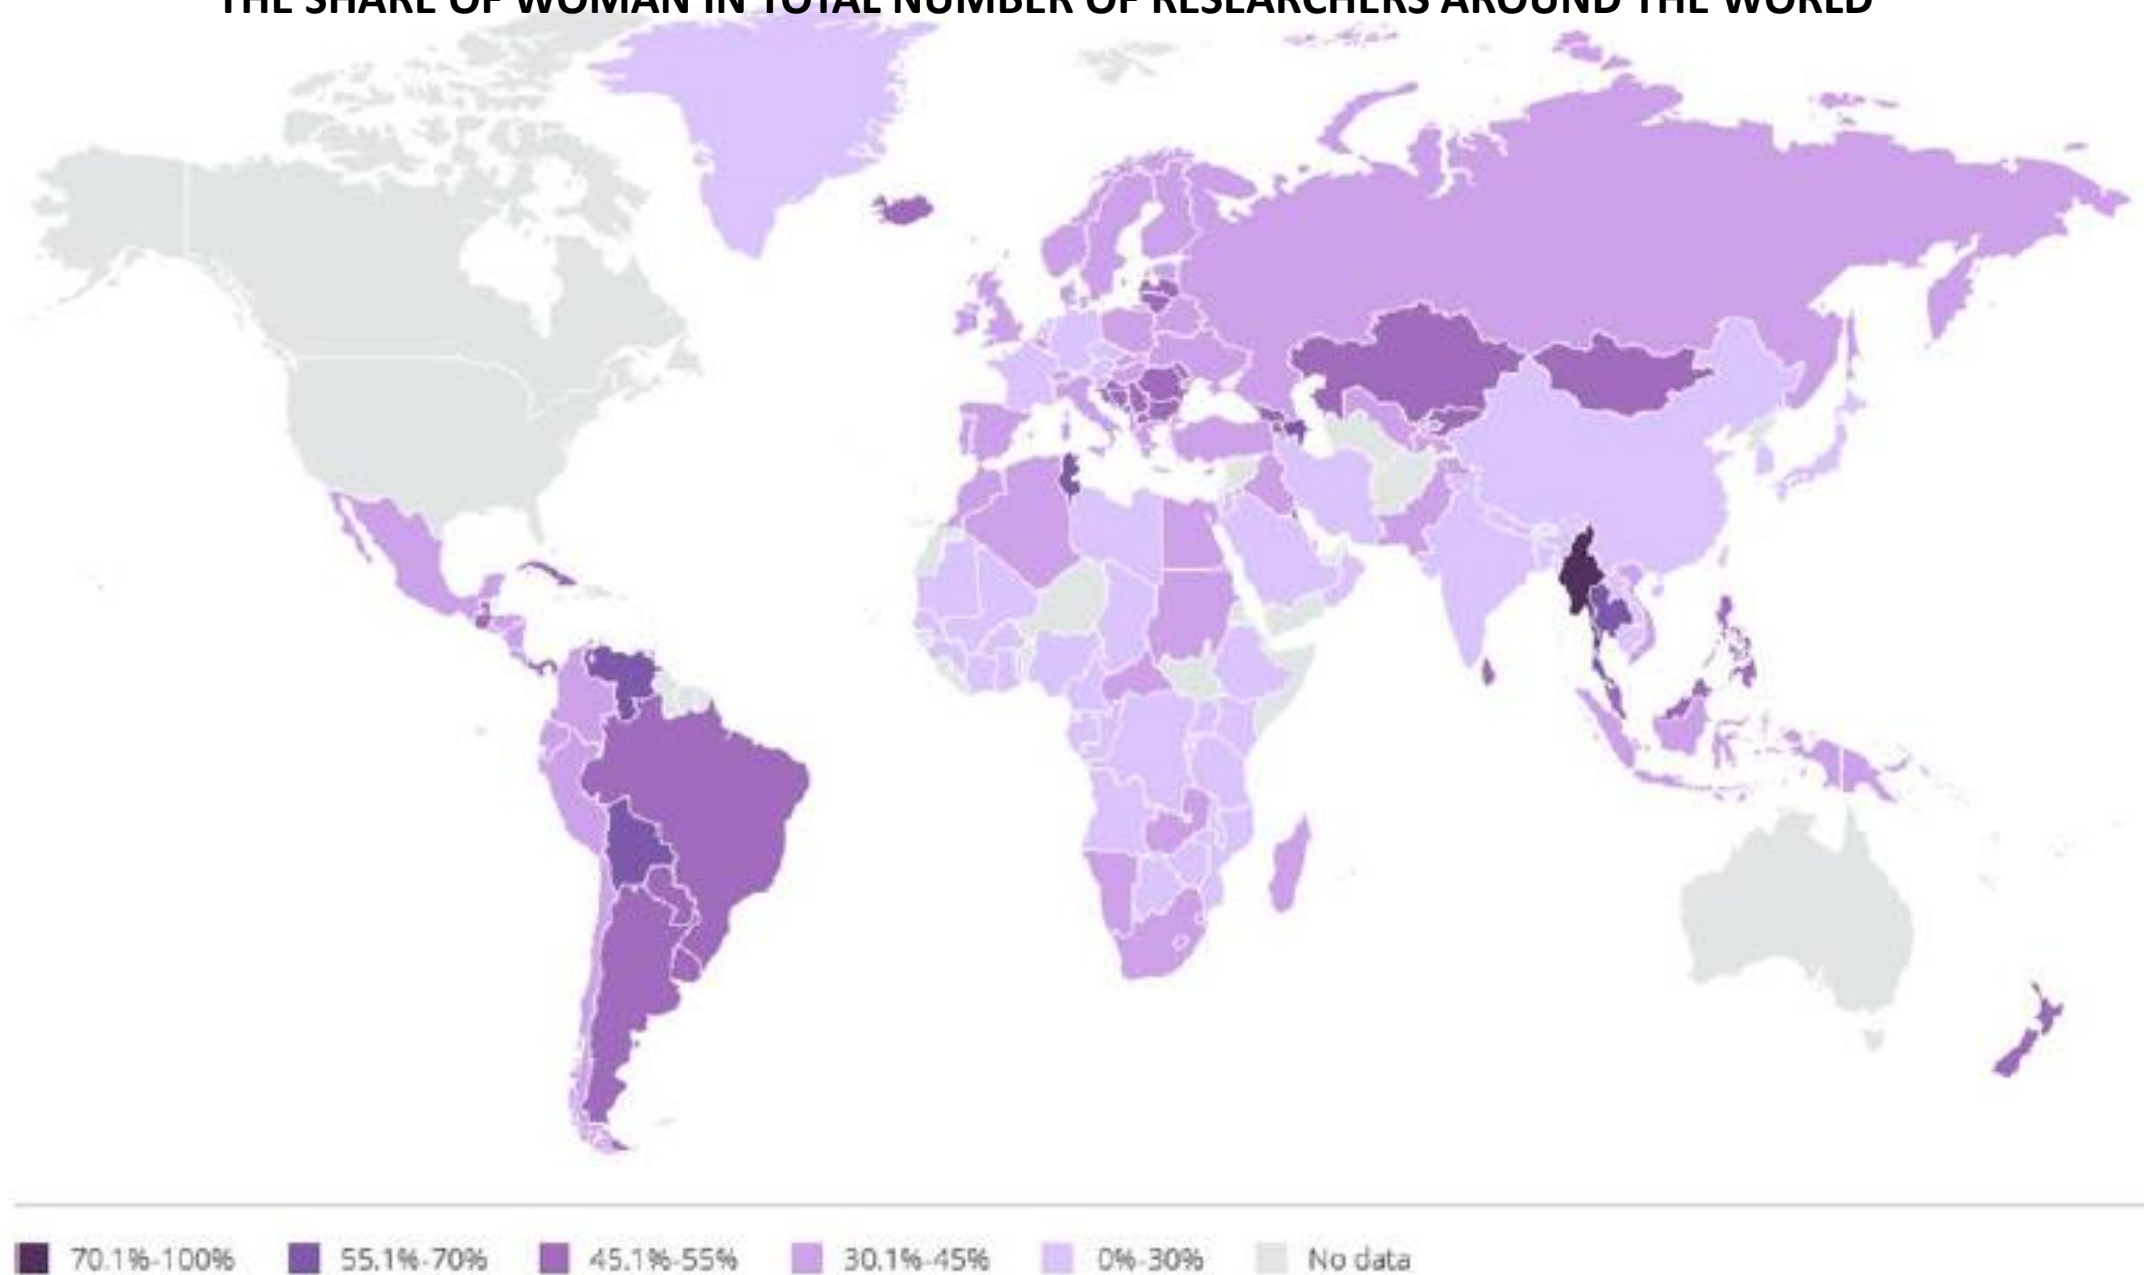 THE SHARE OF WOMAN IN TOTAL NUMBER OF RESEARCHERS AROUND THE WORLD
70.1%-100% 55.1%-70% 45.1%-55% 30.1%-45% 0%-30% No data